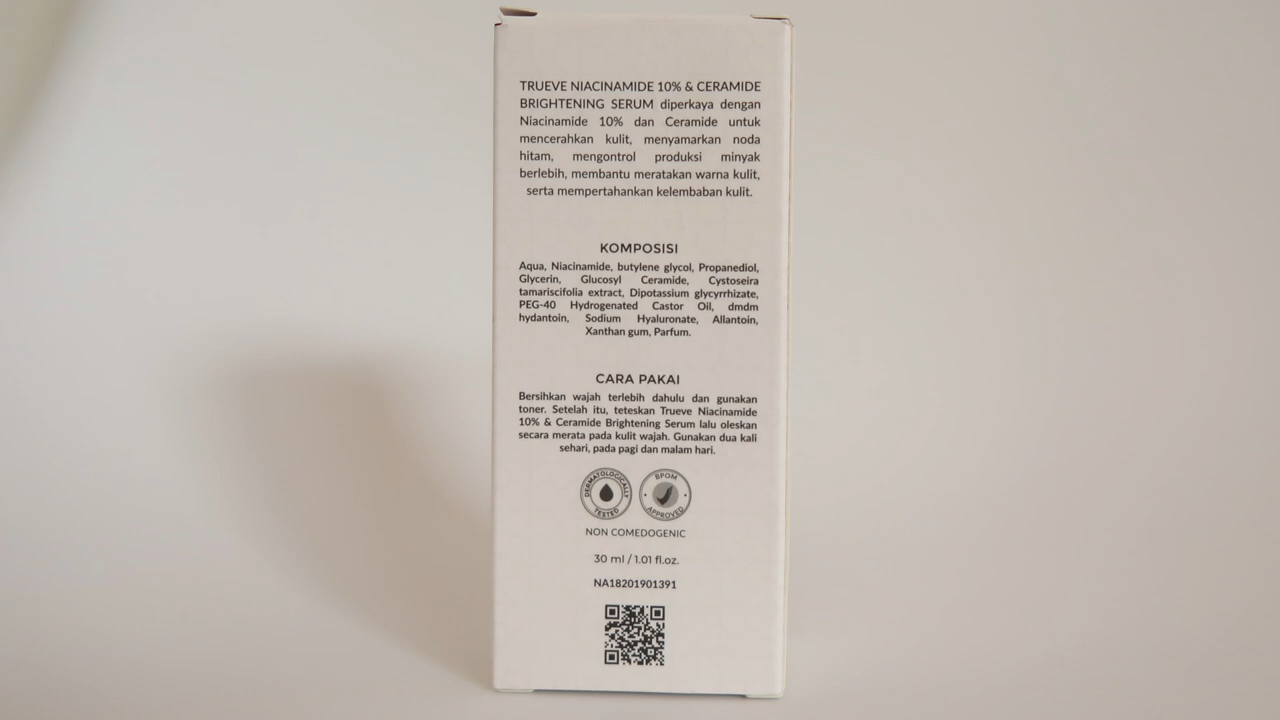 TRUEVE NIACINAMIDE 10% & CERAMIDE
BRIGHTENING SERUM diperkaya dengan
Niacinamide 10% dan Ceramide untuk
mencerahkan kulit, menyamarkan noda
hitam, mengontrol produksi minyak
berlebih, membantu meratakan warna kulit,
serta mempertahankan kelembaban kulit.
KOMPOSISI
Aqua, Niacinamide, butylene glycol, Propanediol,
Glycerin, Glucosyl Ceramide, Cystoseira
tamariscifolia extract, Dipotassium glycyrrhizate,
PEG-40 Hydrogenated Castor Oil, dmdm
hydantoin, Sodium Hyaluronate, Allantoin,
Xanthan gum, Parfum.
CARA PAKAI
Bersihkan wajah terlebih dahulu dan gunakan
toner. Setelah itu, teteskan Trueve Niacinamide
10% & Ceramide Brightening Serum lalu oleskan
secara merata pada kulit wajah. Gunakan dua kali
sehari, pada pagi dan malam hari.
DERMATOLOGICALLY TESTED
BPOM APPROVED
NON COMEDOGENIC
30 ml / 1.01 fl.oz.
NA18201901391